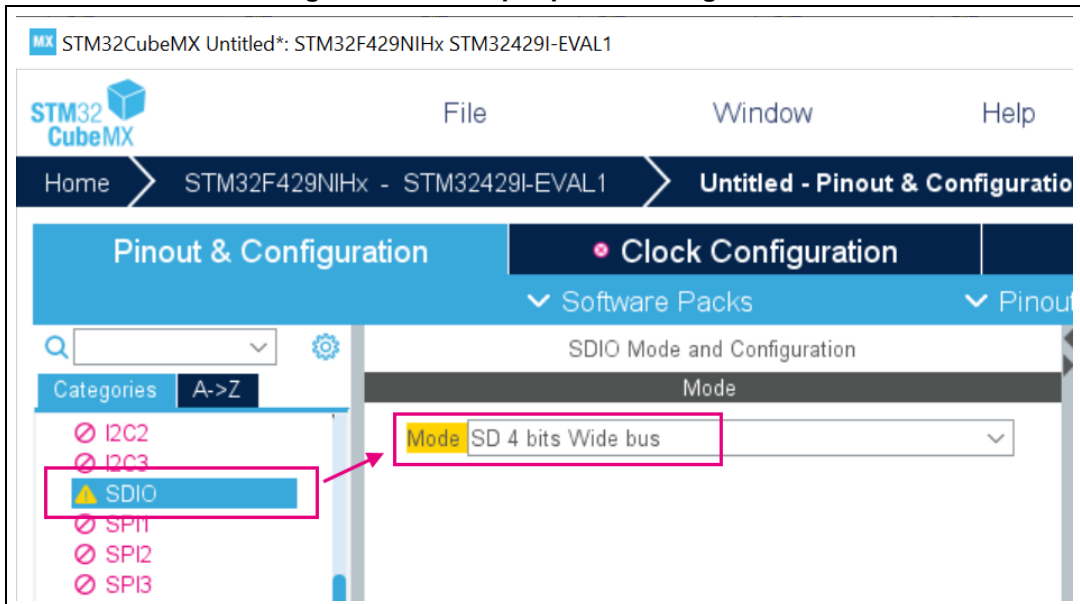 STM32CubeMX Untitled*: STM32F429NIHx STM32429I-EVAL1
STM32
CubeMX
File Window Help
Home STM32F429NIHx - STM32429I-EVAL1 Untitled - Pinout & Configuratio
Pinout & Configuration Clock Configuration
Software Packs Pinout
SDIO Mode and Configuration
Categories A->Z
Mode
I2C2
Mode SD 4 bits Wide bus
I2C3
SDIO
SPI1
SPI2
SPI3